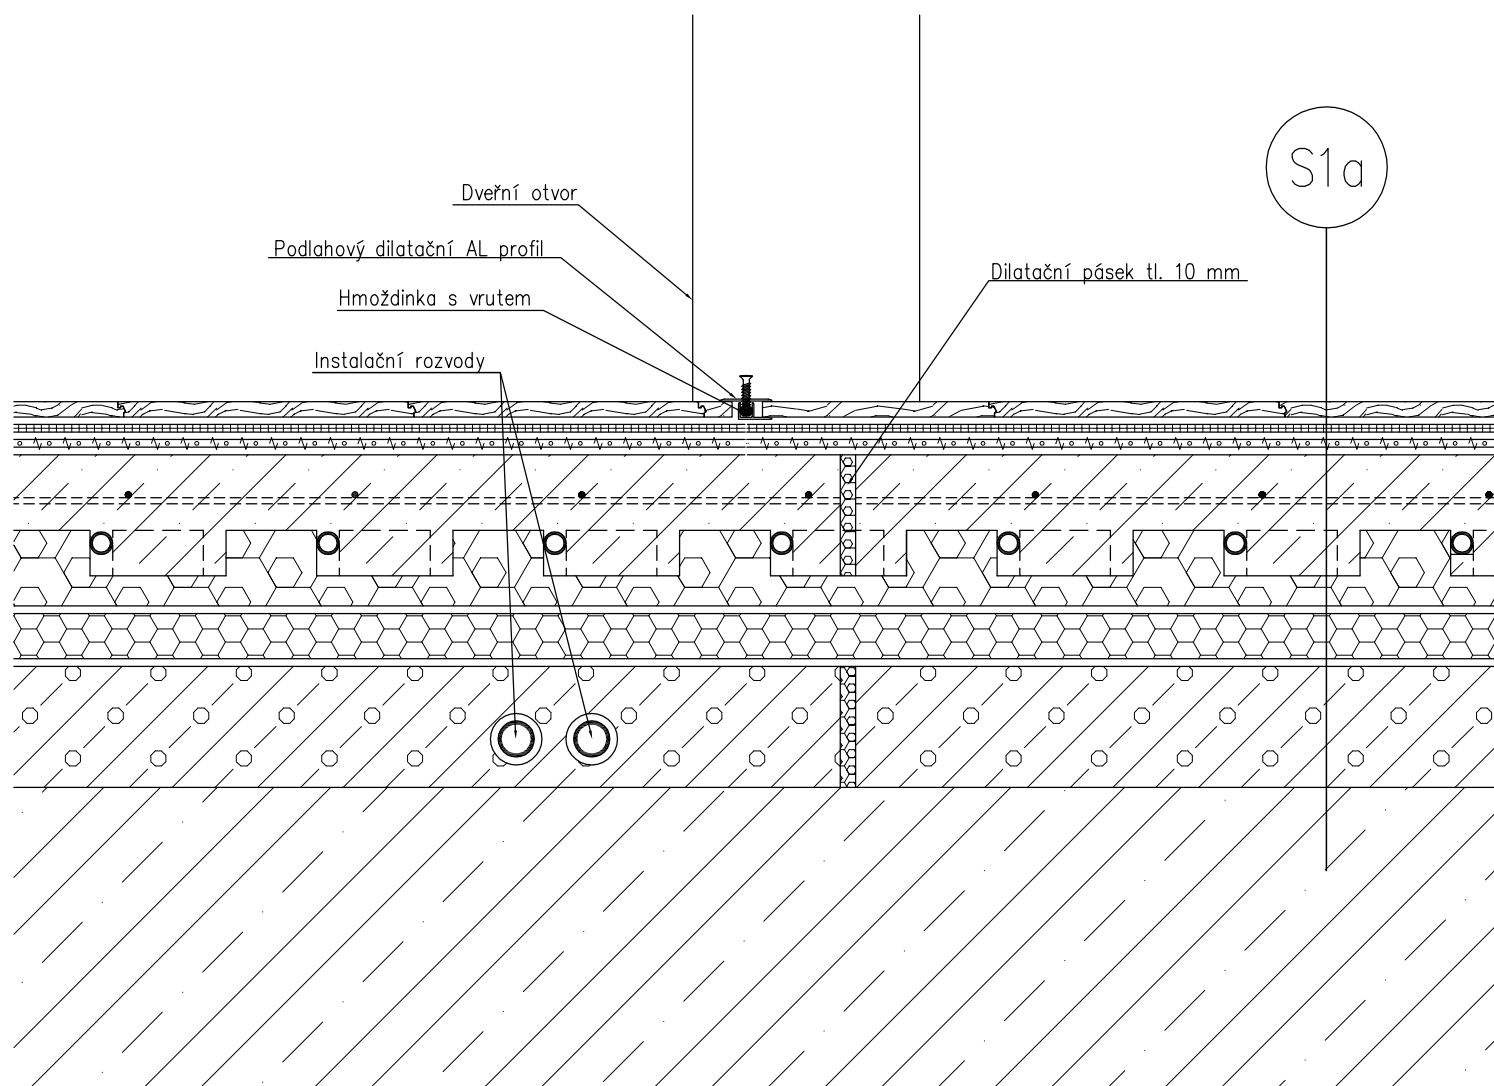 S1a
Dveřní otvor
Podlahový dilatační AL profil
Dilatační pásek tl. 10 mm
Hmoždinka s vrutem
Instalační rozvody